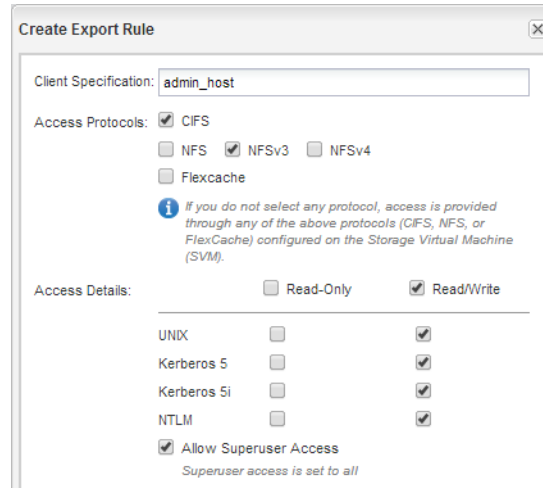 Create Export Rule
Client Specification: admin_host
Access Protocols: CIFS
NFS NFSv3 NFSv4
Flexcache
If you do not select any protocol, access is provided
through any of the above protocols (CIFS, NFS, or
FlexCache) configured on the Storage Virtual Machine
(SVM).
Access Details: Read-Only Read/Write
UNIX
Kerberos 5
Kerberos 5i
NTLM
Allow Superuser Access
Superuser access is set to all